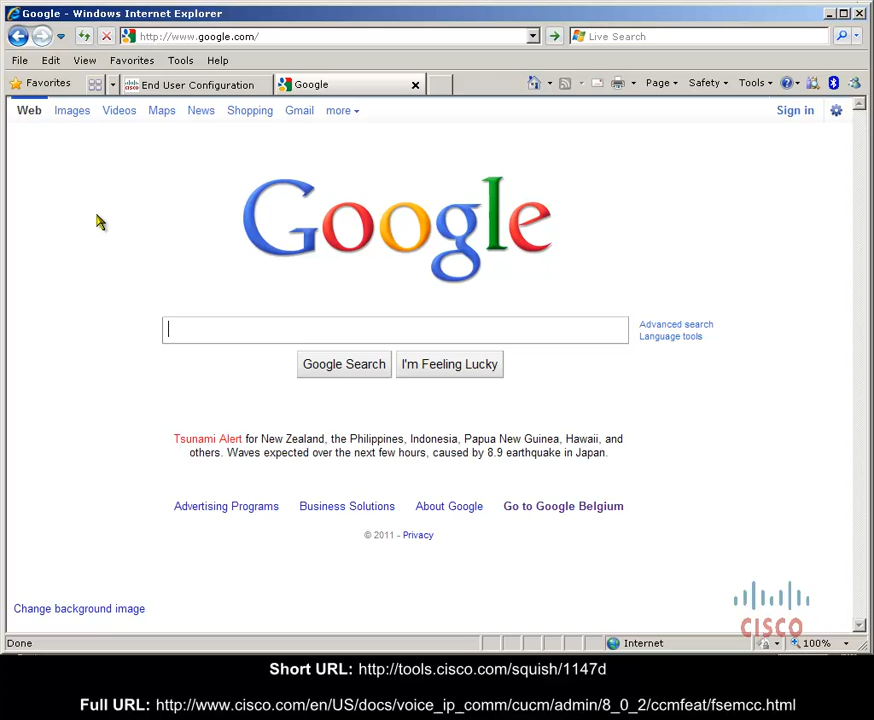 Google - Windows Internet Explorer
http://www.google.com/
Live Search
File Edit View Favorites Tools Help
Favorites
End User Configuration
Google
Page
Safety
Tools
Web Images Videos Maps News Shopping Gmail more
Sign in
Google
Advanced search
Language tools
Google Search
I'm Feeling Lucky
Tsunami Alert for New Zealand, the Philippines, Indonesia, Papua New Guinea, Hawaii, and
others. Waves expected over the next few hours, caused by 8.9 earthquake in Japan.
Advertising Programs Business Solutions About Google Go to Google Belgium
© 2011 - Privacy
Change background image
CISCO
Done
Internet
100%
Short URL: http://tools.cisco.com/squish/1147d
Full URL: http://www.cisco.com/en/US/docs/voice_ip_comm/cucm/admin/8_0_2/ccmfeat/fsemcc.html